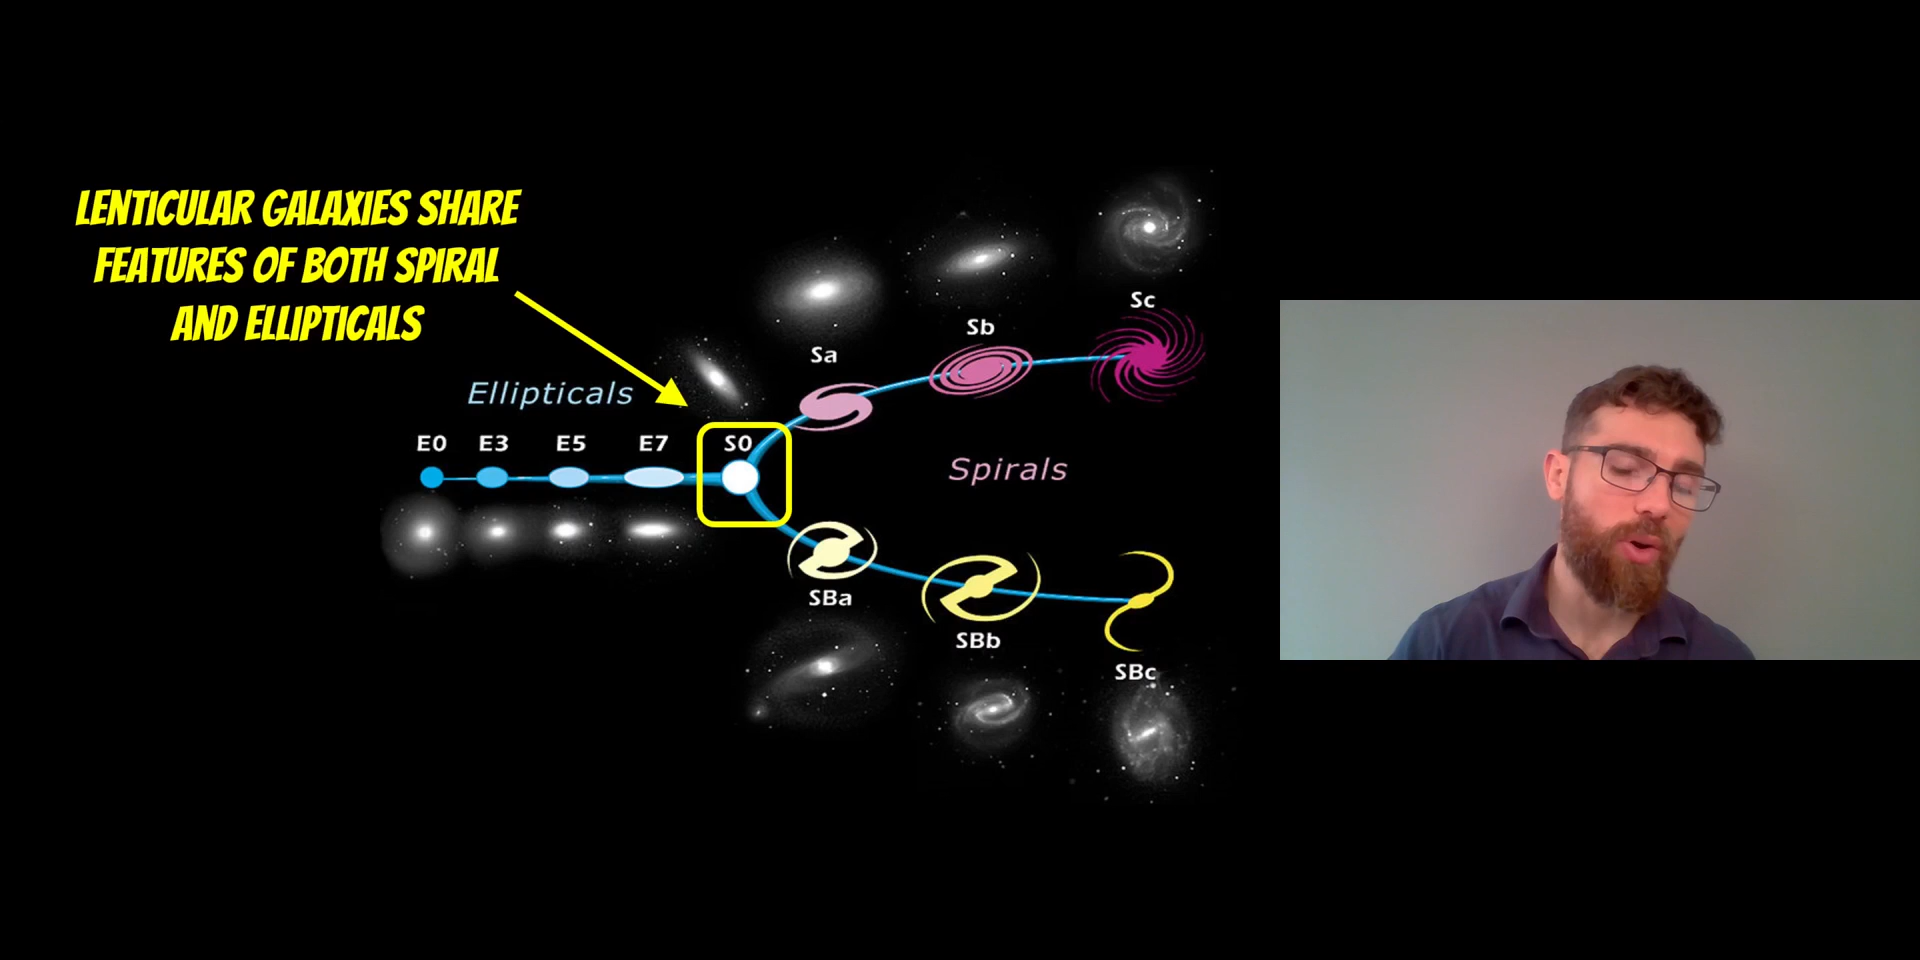 LENTICULAR GALAXIES SHARE
FEATURES OF BOTH SPIRAL
AND ELLIPTICALS
Ellipticals
E0 E3 E5 E7 S0
Sa
Sb
Sc
Spirals
SBa
SBb
SBc